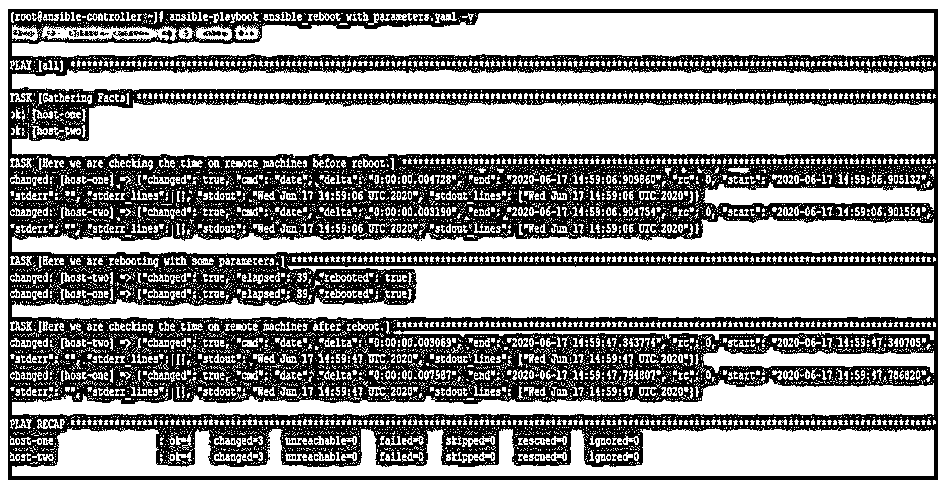 [root@ansible-controller ~]# ansible-playbook ansible_reboot_with_parameters.yaml -v
PLAY [all] ****
TASK [Gathering Facts] ****
ok: [host-one]
ok: [host-two]
TASK [Here we are checking the time on remote machines before reboot.] ****
changed: [host-one] => {"changed": true, "cmd": "date", "delta": "0:00:00.004728", "end": "2020-06-17 14:59:06.909860", "rc": 0, "start": "2020-06-17 14:59:06.905132",
"stderr": "", "stderr_lines": [], "stdout": "Wed Jun 17 14:59:06 UTC 2020", "stdout_lines": ["Wed Jun 17 14:59:06 UTC 2020"]}
changed: [host-two] => {"changed": true, "cmd": "date", "delta": "0:00:00.003190", "end": "2020-06-17 14:59:06.904754", "rc": 0, "start": "2020-06-17 14:59:06.901564",
"stderr": "", "stderr_lines": [], "stdout": "Wed Jun 17 14:59:06 UTC 2020", "stdout_lines": ["Wed Jun 17 14:59:06 UTC 2020"]}
TASK [Here we are rebooting with some parameters.] ****
changed: [host-two] => {"changed": true, "elapsed": 39, "rebooted": true}
changed: [host-one] => {"changed": true, "elapsed": 39, "rebooted": true}
TASK [Here we are checking the time on remote machines after reboot.] ****
changed: [host-two] => {"changed": true, "cmd": "date", "delta": "0:00:00.003069", "end": "2020-06-17 14:59:47.343774", "rc": 0, "start": "2020-06-17 14:59:47.340705",
"stderr": "", "stderr_lines": [], "stdout": "Wed Jun 17 14:59:47 UTC 2020", "stdout_lines": ["Wed Jun 17 14:59:47 UTC 2020"]}
changed: [host-one] => {"changed": true, "cmd": "date", "delta": "0:00:00.007587", "end": "2020-06-17 14:59:47.794407", "rc": 0, "start": "2020-06-17 14:59:47.786820",
"stderr": "", "stderr_lines": [], "stdout": "Wed Jun 17 14:59:47 UTC 2020", "stdout_lines": ["Wed Jun 17 14:59:47 UTC 2020"]}
PLAY RECAP ****
host-one : ok=4 changed=3 unreachable=0 failed=0 skipped=0 rescued=0 ignored=0
host-two : ok=4 changed=3 unreachable=0 failed=0 skipped=0 rescued=0 ignored=0